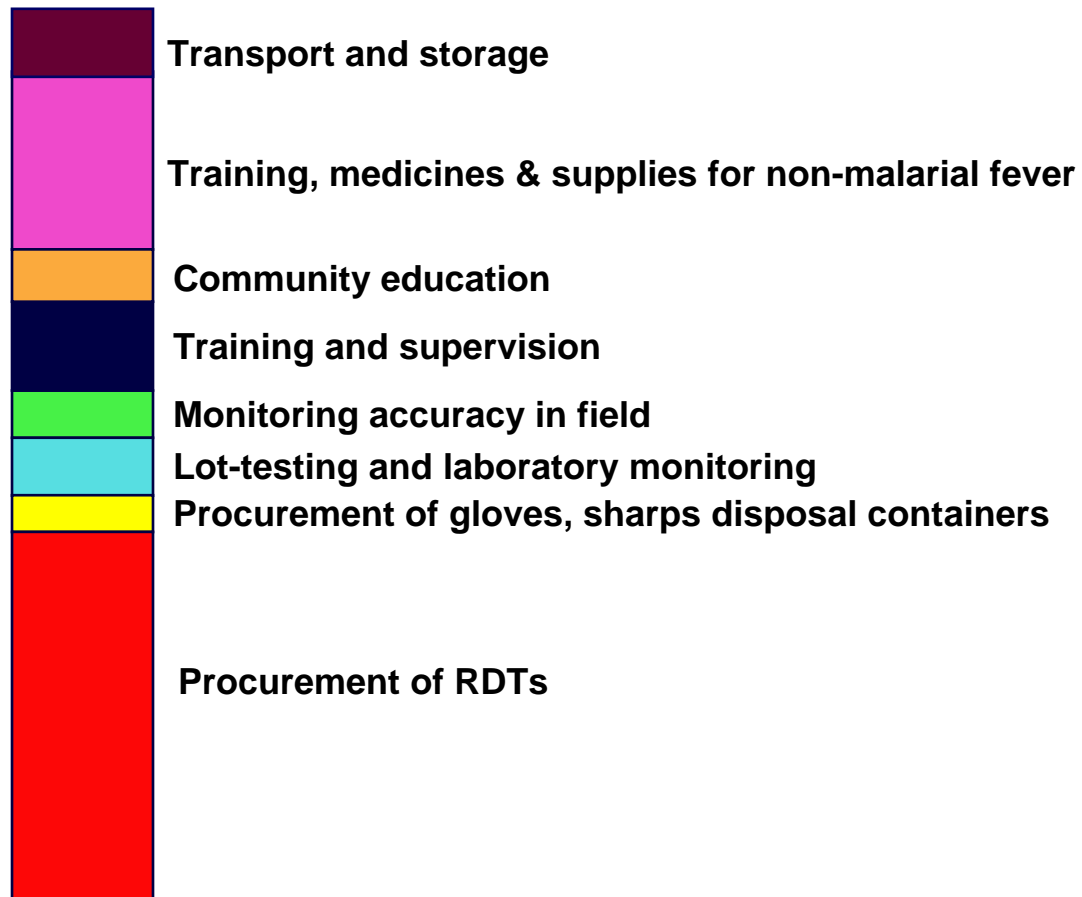 Transport and storage
Training, medicines & supplies for non-malarial fever
Community education
Training and supervision
Monitoring accuracy in field
Lot-testing and laboratory monitoring
Procurement of gloves, sharps disposal containers
Procurement of RDTs